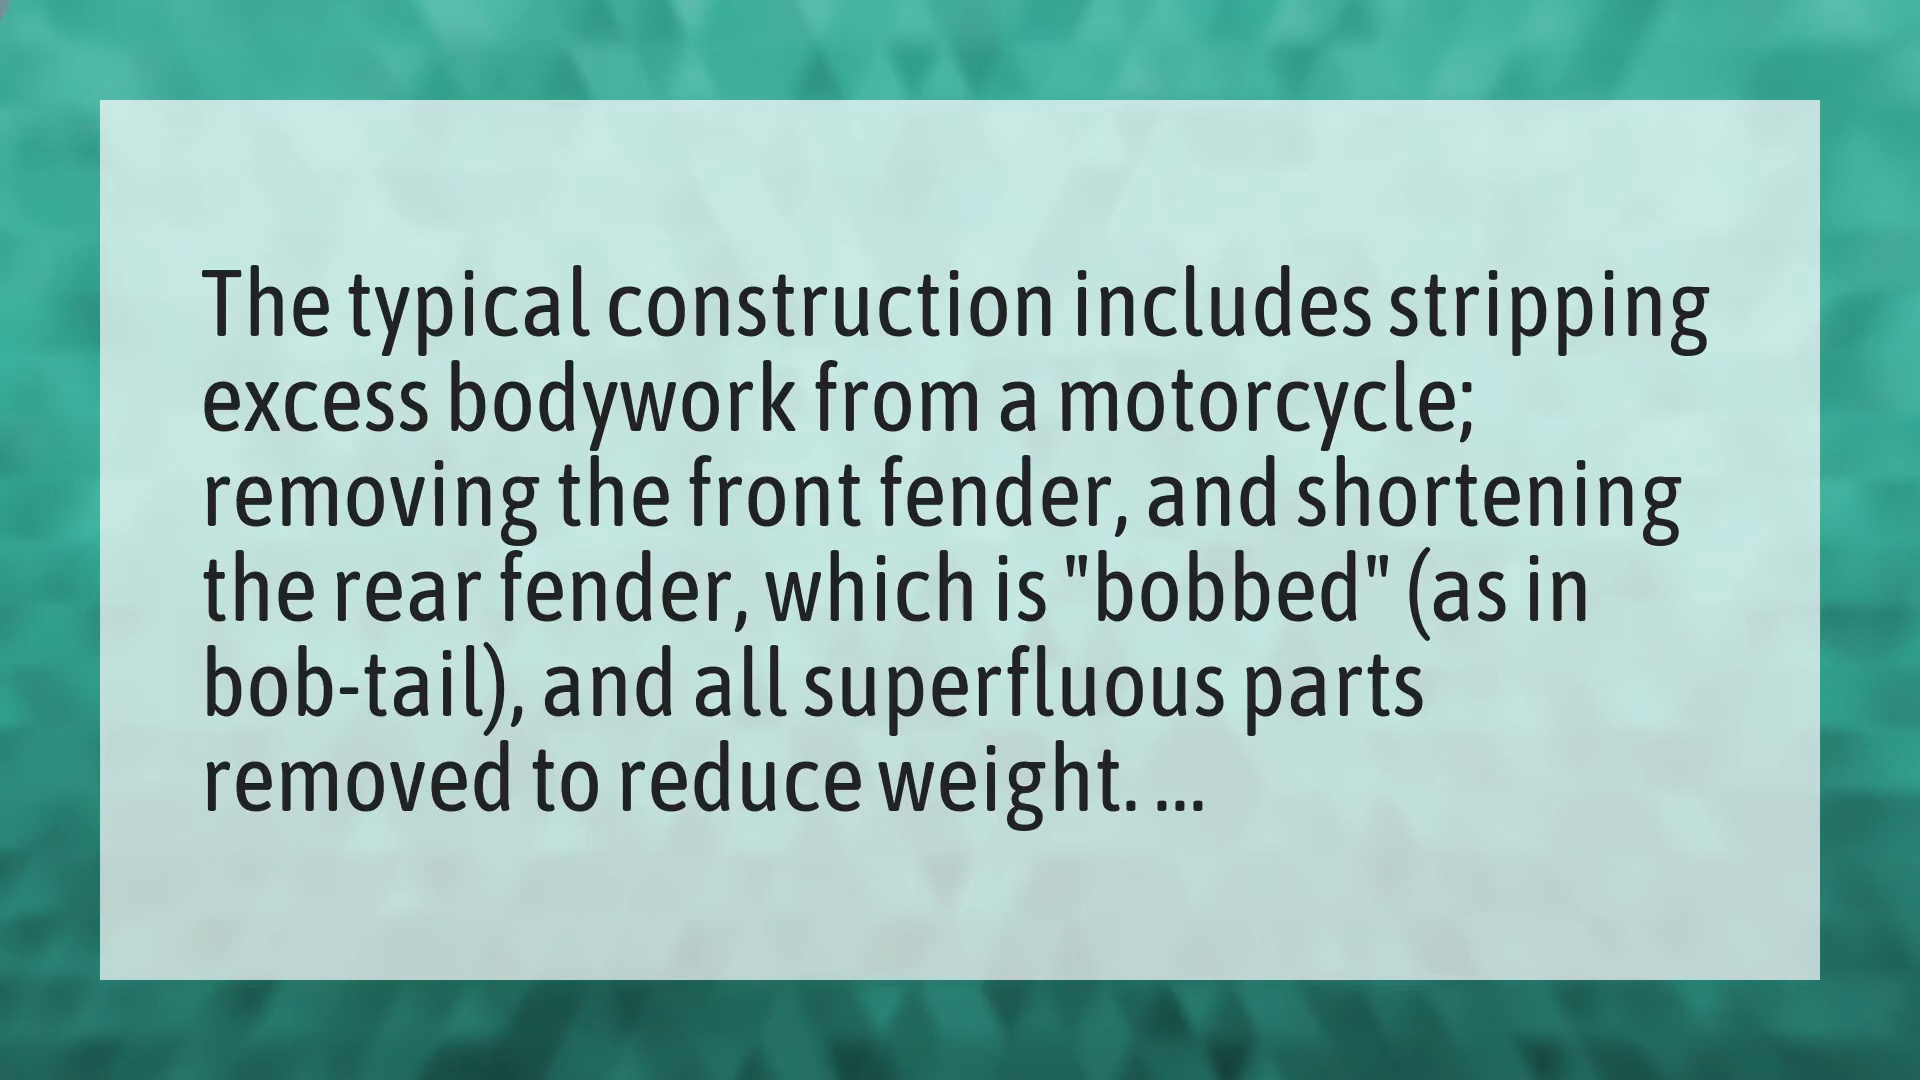 The typical construction includes stripping
excess bodywork from a motorcycle;
removing the front fender, and shortening
the rear fender, which is "bobbed" (as in
bob-tail), and all superfluous parts
removed to reduce weight. ...